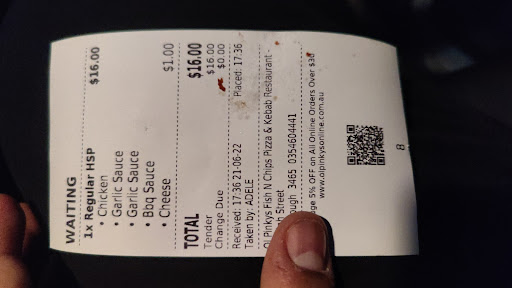 WAITING
1x Regular HSP $16.00
• Chicken
• Garlic Sauce
• Garlic Sauce
• Bbq Sauce
• Cheese $1.00
TOTAL $16.00
Tender $16.00
Change Due $0.00
Received: 17:36 21-06-22 Placed: 17:36
Taken by: ADELE
Ol Pinkys Fish N Chips Pizza & Kebab Restaurant -
Street
ough 3465 0354604441
5% OFF on All Online Orders Over $30
www.olpinkysonline.com.au
8